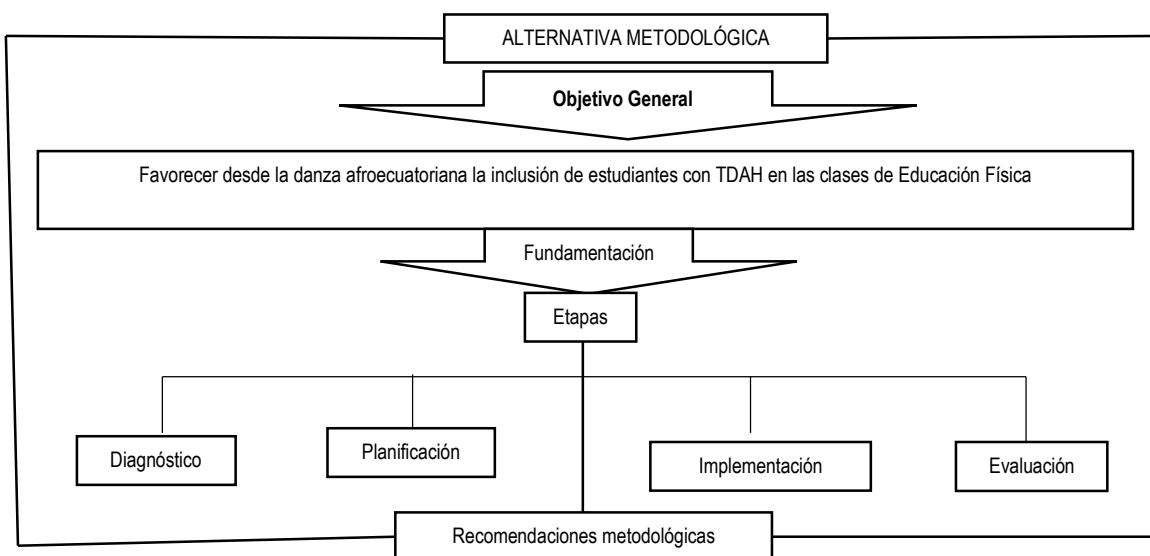 ALTERNATIVA METODOLÓGICA
Objetivo General
Favorecer desde la danza afroecuatoriana la inclusión de estudiantes con TDAH en las clases de Educación Física
Fundamentación
Etapas
Diagnóstico
Planificación
Implementación
Evaluación
Recomendaciones metodológicas